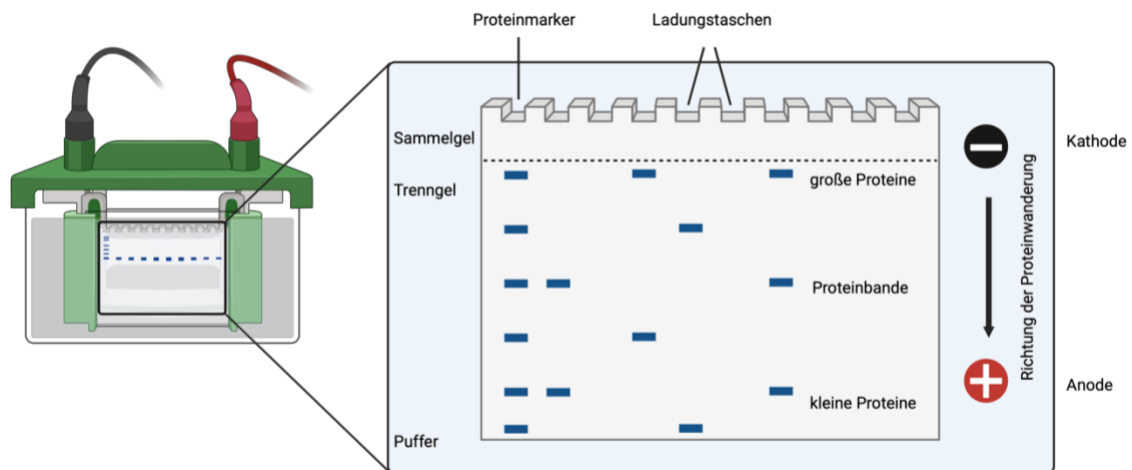 Proteinmarker
Ladungstaschen
Sammelgel
Kathode
große Proteine
Trenngel
Richtung der Proteinwanderung
Proteinbande
Anode
kleine Proteine
Puffer